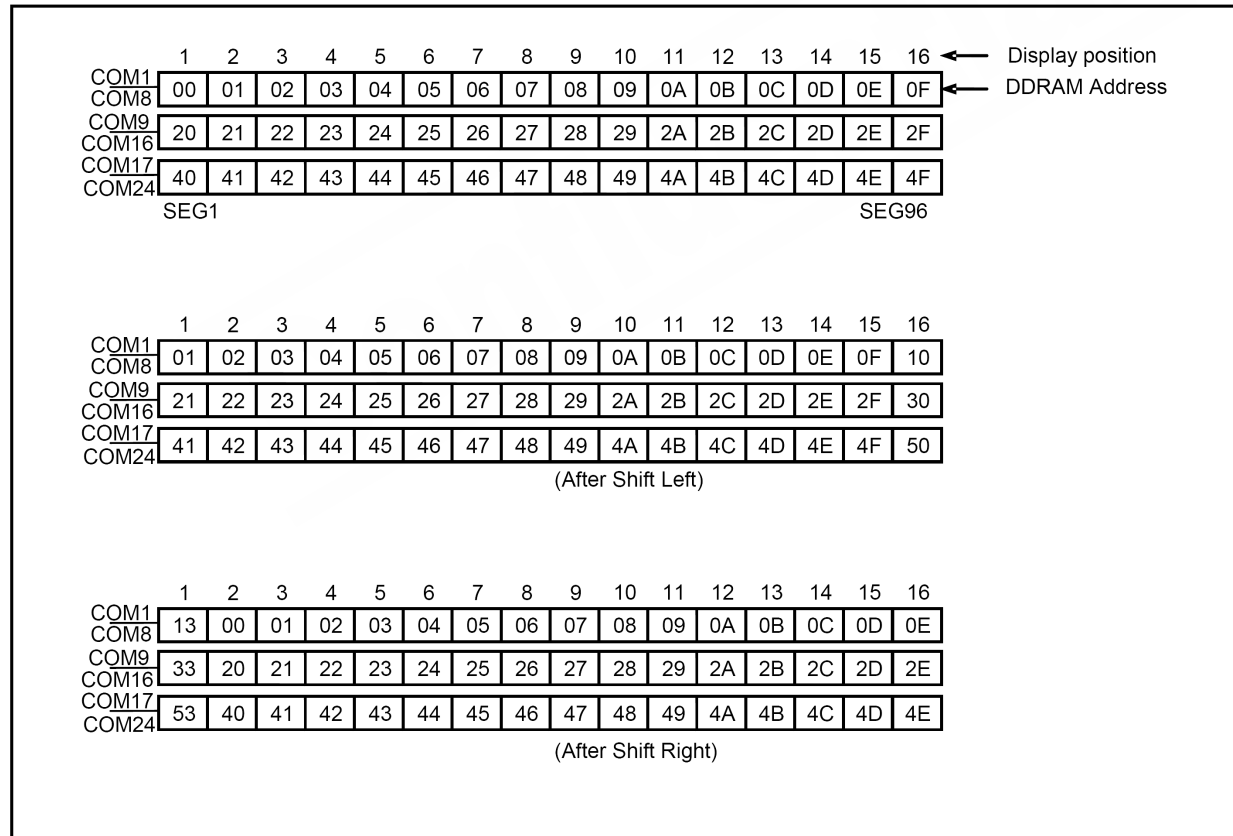 1 2 3 4 5 6 7 8 9 10 11 12 13 14 15 16 Display position
COM1
COM8 00 01 02 03 04 05 06 07 08 09 0A 0B 0C 0D 0E 0F DDRAM Address
COM9
COM16 20 21 22 23 24 25 26 27 28 29 2A 2B 2C 2D 2E 2F
COM17
COM24 40 41 42 43 44 45 46 47 48 49 4A 4B 4C 4D 4E 4F
SEG1 SEG96
1 2 3 4 5 6 7 8 9 10 11 12 13 14 15 16
COM1
COM8 01 02 03 04 05 06 07 08 09 0A 0B 0C 0D 0E 0F 10
COM9
COM16 21 22 23 24 25 26 27 28 29 2A 2B 2C 2D 2E 2F 30
COM17
COM24 41 42 43 44 45 46 47 48 49 4A 4B 4C 4D 4E 4F 50
(After Shift Left)
1 2 3 4 5 6 7 8 9 10 11 12 13 14 15 16
COM1
COM8 13 00 01 02 03 04 05 06 07 08 09 0A 0B 0C 0D 0E
COM9
COM16 33 20 21 22 23 24 25 26 27 28 29 2A 2B 2C 2D 2E
COM17
COM24 53 40 41 42 43 44 45 46 47 48 49 4A 4B 4C 4D 4E
(After Shift Right)